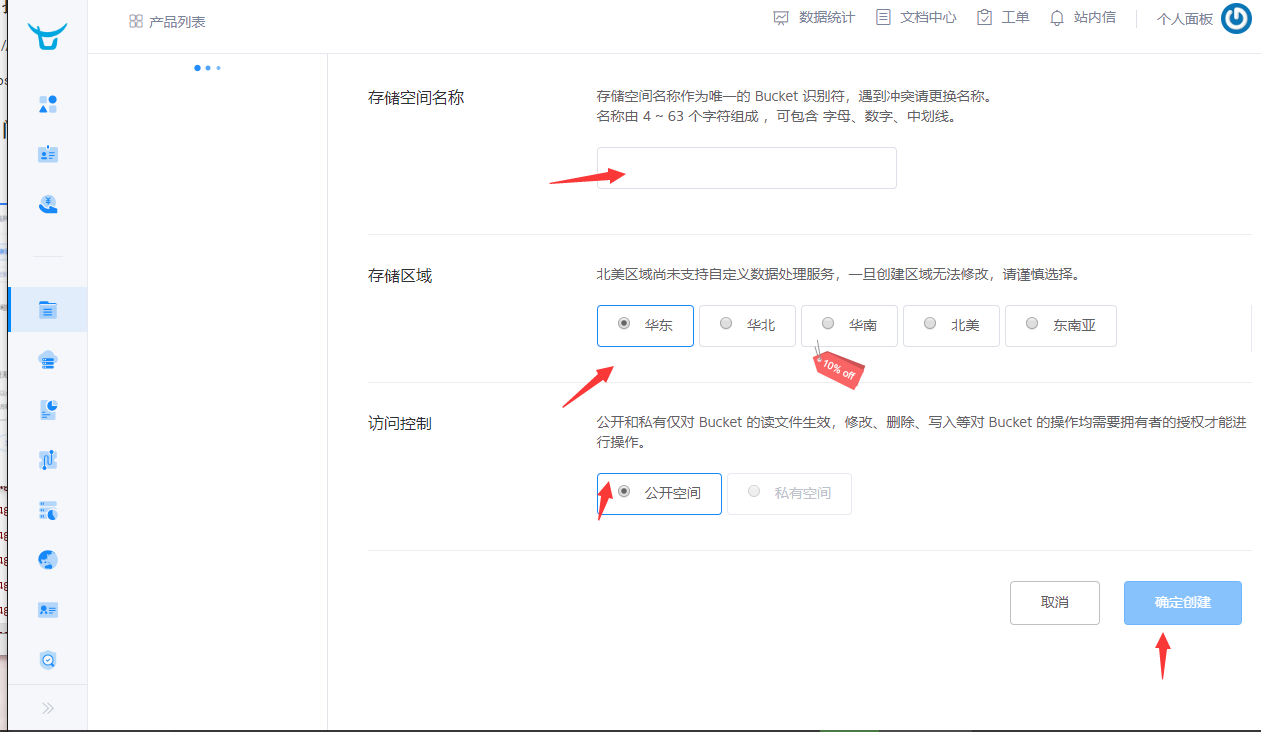 产品列表
数据统计
文档中心
工单
站内信
个人面板
存储空间名称
存储空间名称作为唯一的 Bucket 识别符，遇到冲突请更换名称。
名称由 4 ~ 63 个字符组成 ，可包含 字母、数字、中划线。
存储区域
北美区域尚未支持自定义数据处理服务，一旦创建区域无法修改，请谨慎选择。
华东
华北
华南
北美
东南亚
10% off
访问控制
公开和私有仅对 Bucket 的读文件生效，修改、删除、写入等对 Bucket 的操作均需要拥有者的授权才能进
行操作。
公开空间
私有空间
取消
确定创建